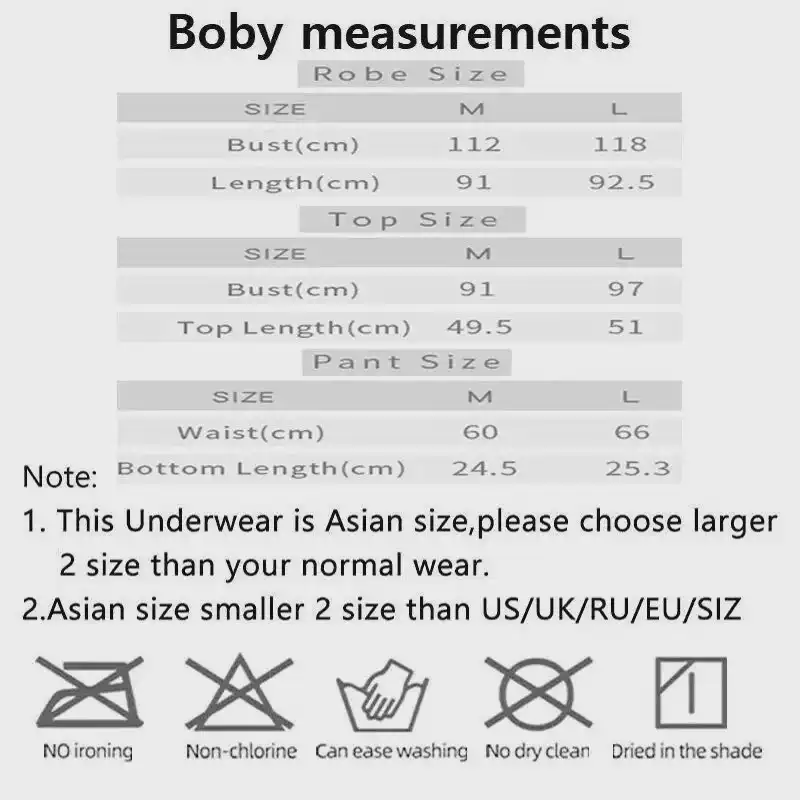 Boby measurements
Robe Size
SIZE M L
Bust(cm) 112 118
Length(cm) 91 92.5
Top Size
SIZE M L
Bust(cm) 91 97
Top Length(cm) 49.5 51
Pant Size
SIZE M L
Waist(cm) 60 66
Bottom Length(cm) 24.5 25.3
Note:
1. This Underwear is Asian size,please choose larger
2 size than your normal wear.
2.Asian size smaller 2 size than US/UK/RU/EU/SIZ
NO ironing Non-chlorine Can ease washing No dry clean Dried in the shade